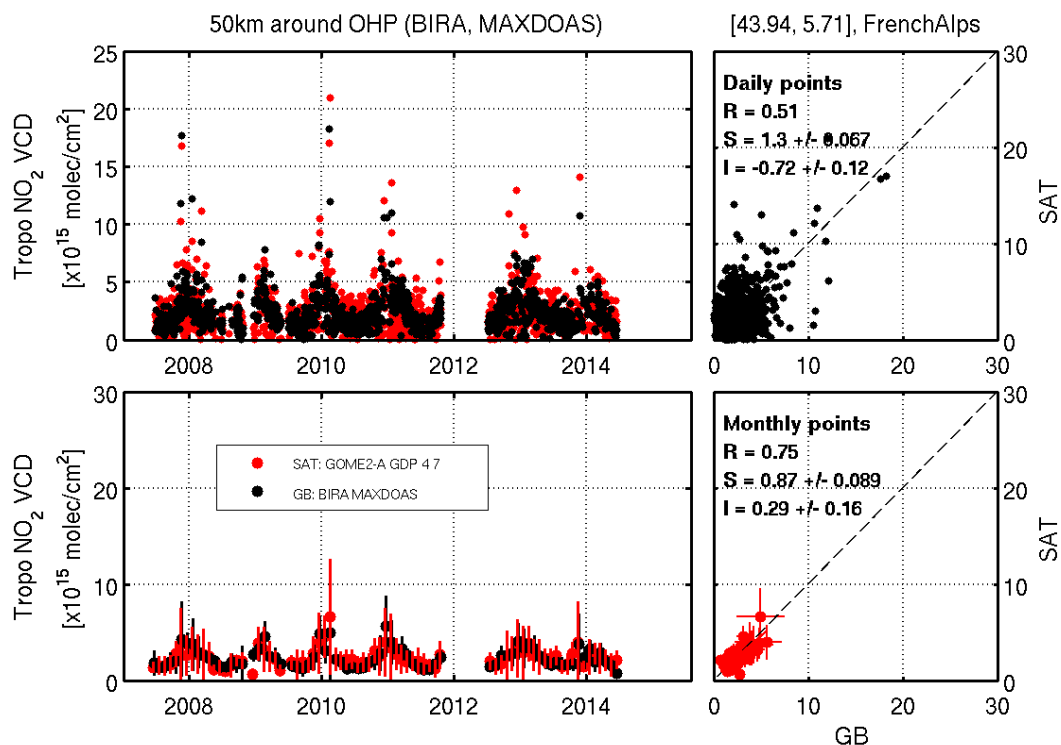 50km around OHP (BIRA, MAXDOAS)
[43.94, 5.71], FrenchAlps
Tropo NO2 VCD
[x10^15 molec/cm^2]
25
20
15
10
5
0
2008
2010
2012
2014
Daily points
R = 0.51
S = 1.3 +/- 0.067
I = -0.72 +/- 0.12
30
20
10
0
SAT
0
10
20
30
Tropo NO2 VCD
[x10^15 molec/cm^2]
30
20
10
0
SAT: GOME2-A GDP 4 7
GB: BIRA MAXDOAS
2008
2010
2012
2014
Monthly points
R = 0.75
S = 0.87 +/- 0.089
I = 0.29 +/- 0.16
30
20
10
0
SAT
0
10
20
30
GB